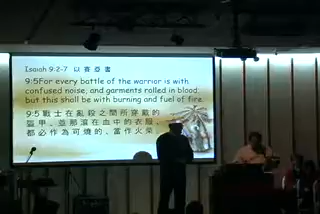 Isaiah 9:2-7 以賽亞書
9:5For every battle of the warrior is with
confused noise, and garments rolled in blood;
but this shall be with burning and fuel of fire.
9:5 戰士在亂殺之間所穿戴的
盔甲，並那滾在血中的衣服，
都必作為可燒的，當作火柴。